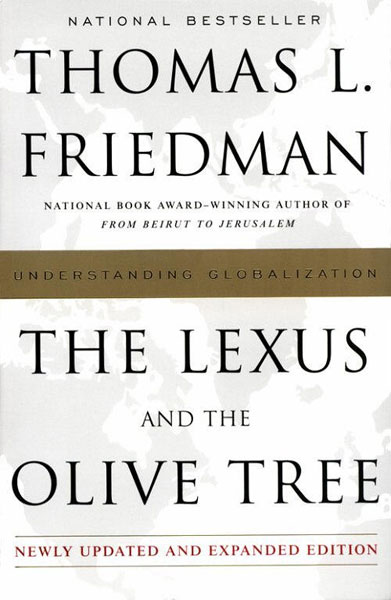 NATIONAL BESTSELLER
THOMAS L.
FRIEDMAN
NATIONAL BOOK AWARD–WINNING AUTHOR OF
FROM BEIRUT TO JERUSALEM
UNDERSTANDING GLOBALIZATION
THE LEXUS
AND THE
OLIVE TREE
NEWLY UPDATED AND EXPANDED EDITION